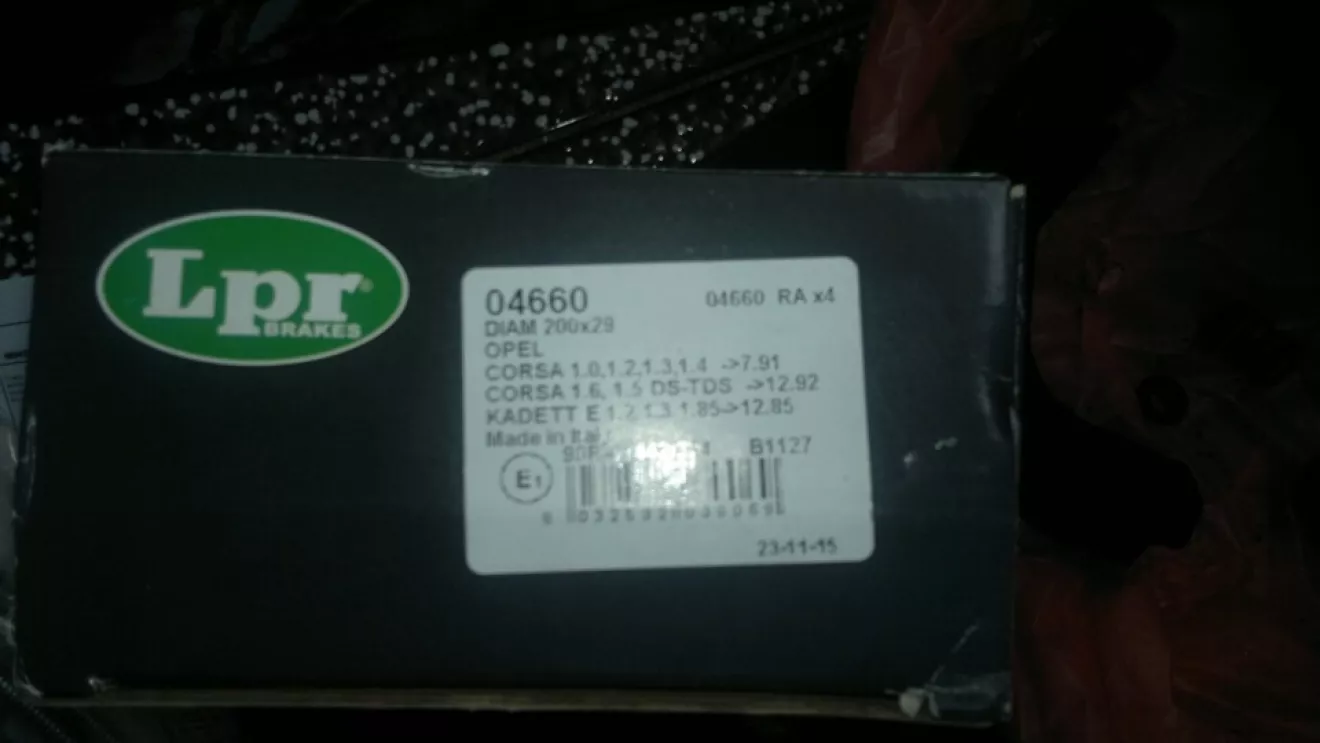 Lpr®
BRAKES
04660 04660 RA x4
DIAM 200x29
OPEL
CORSA 1.0,1.2,1.3,1.4 ->7.91
CORSA 1.6, 1.5 DS-TDS ->12.92
KADETT E 1.2 1.3 1.85->12.85
Made in
B1127
E1
23-11-15